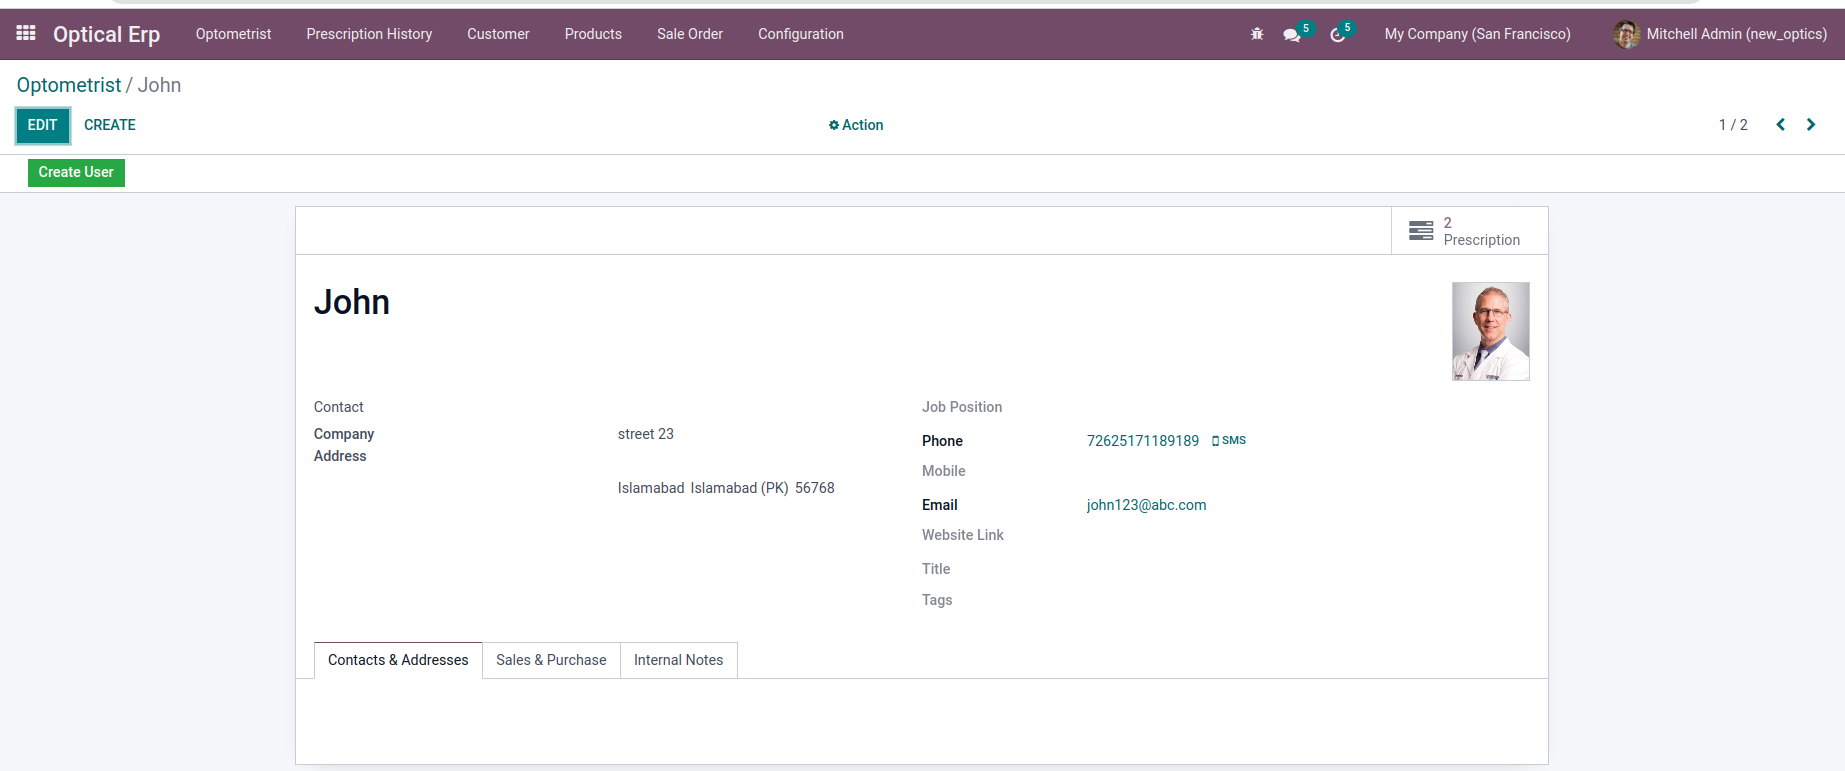 Optical Erp Optometrist Prescription History Customer Products Sale Order Configuration 5 5 My Company (San Francisco) Mitchell Admin (new_optics)
Optometrist / John
EDIT CREATE Action 1 / 2
Create User
2
Prescription
John
Contact Job Position
Company street 23 Phone 72625171189189 SMS
Address
Mobile
Islamabad Islamabad (PK) 56768
Email john123@abc.com
Website Link
Title
Tags
Contacts & Addresses Sales & Purchase Internal Notes